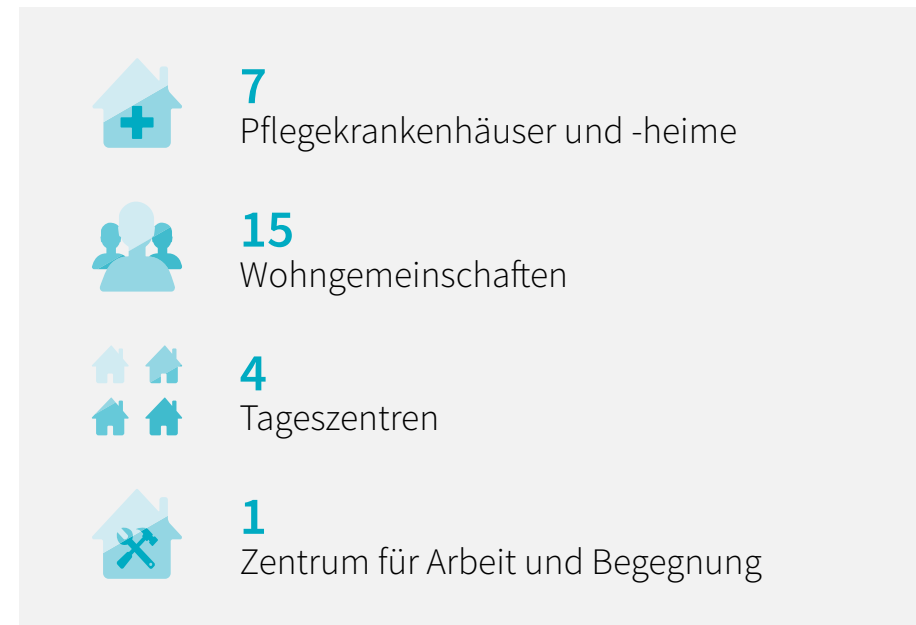 7
Pflegekrankenhäuser und -heime
15
Wohngemeinschaften
4
Tageszentren
1
Zentrum für Arbeit und Begegnung